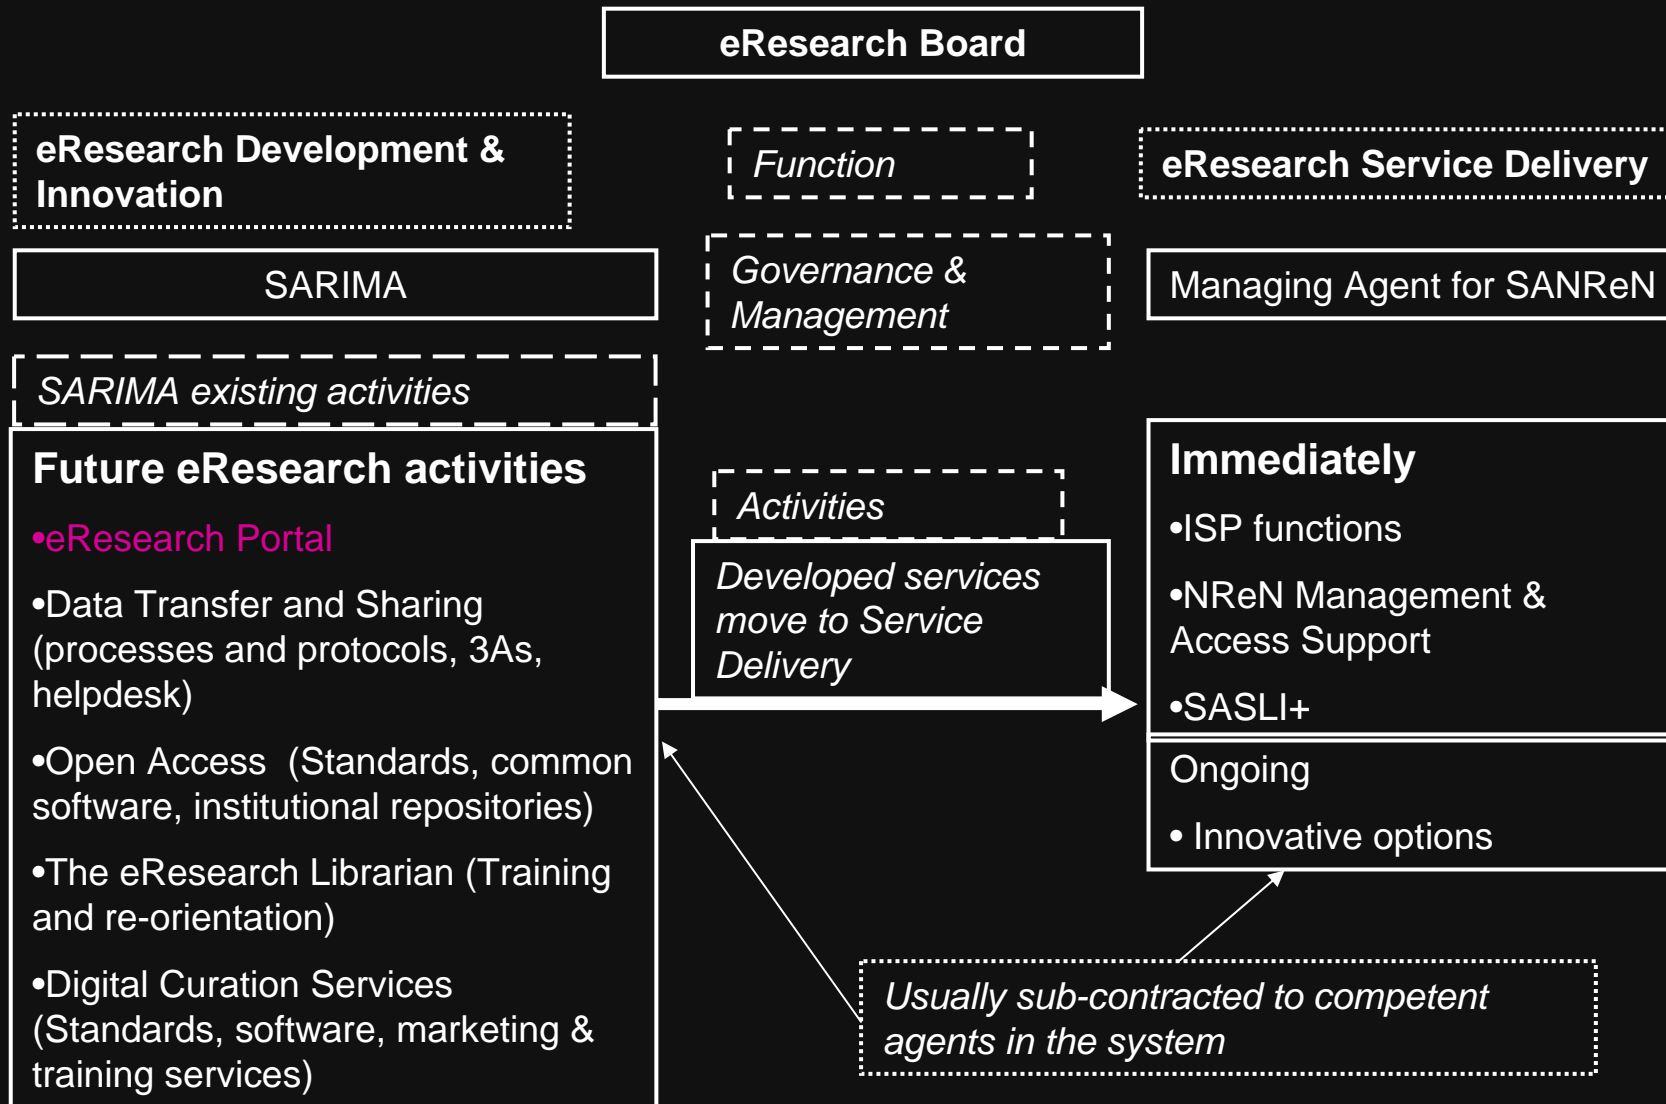 eResearch Board
eResearch Development &
Innovation
Function
eResearch Service Delivery
SARIMA
Governance &
Management
Managing Agent for SANReN
SARIMA existing activities
Future eResearch activities
•eResearch Portal
•Data Transfer and Sharing
(processes and protocols, 3As,
helpdesk)
•Open Access (Standards, common
software, institutional repositories)
•The eResearch Librarian (Training
and re-orientation)
•Digital Curation Services
(Standards, software, marketing &
training services)
Activities
Developed services
move to Service
Delivery
Immediately
•ISP functions
•NReN Management &
Access Support
•SASLI+
Ongoing
• Innovative options
Usually sub-contracted to competent
agents in the system